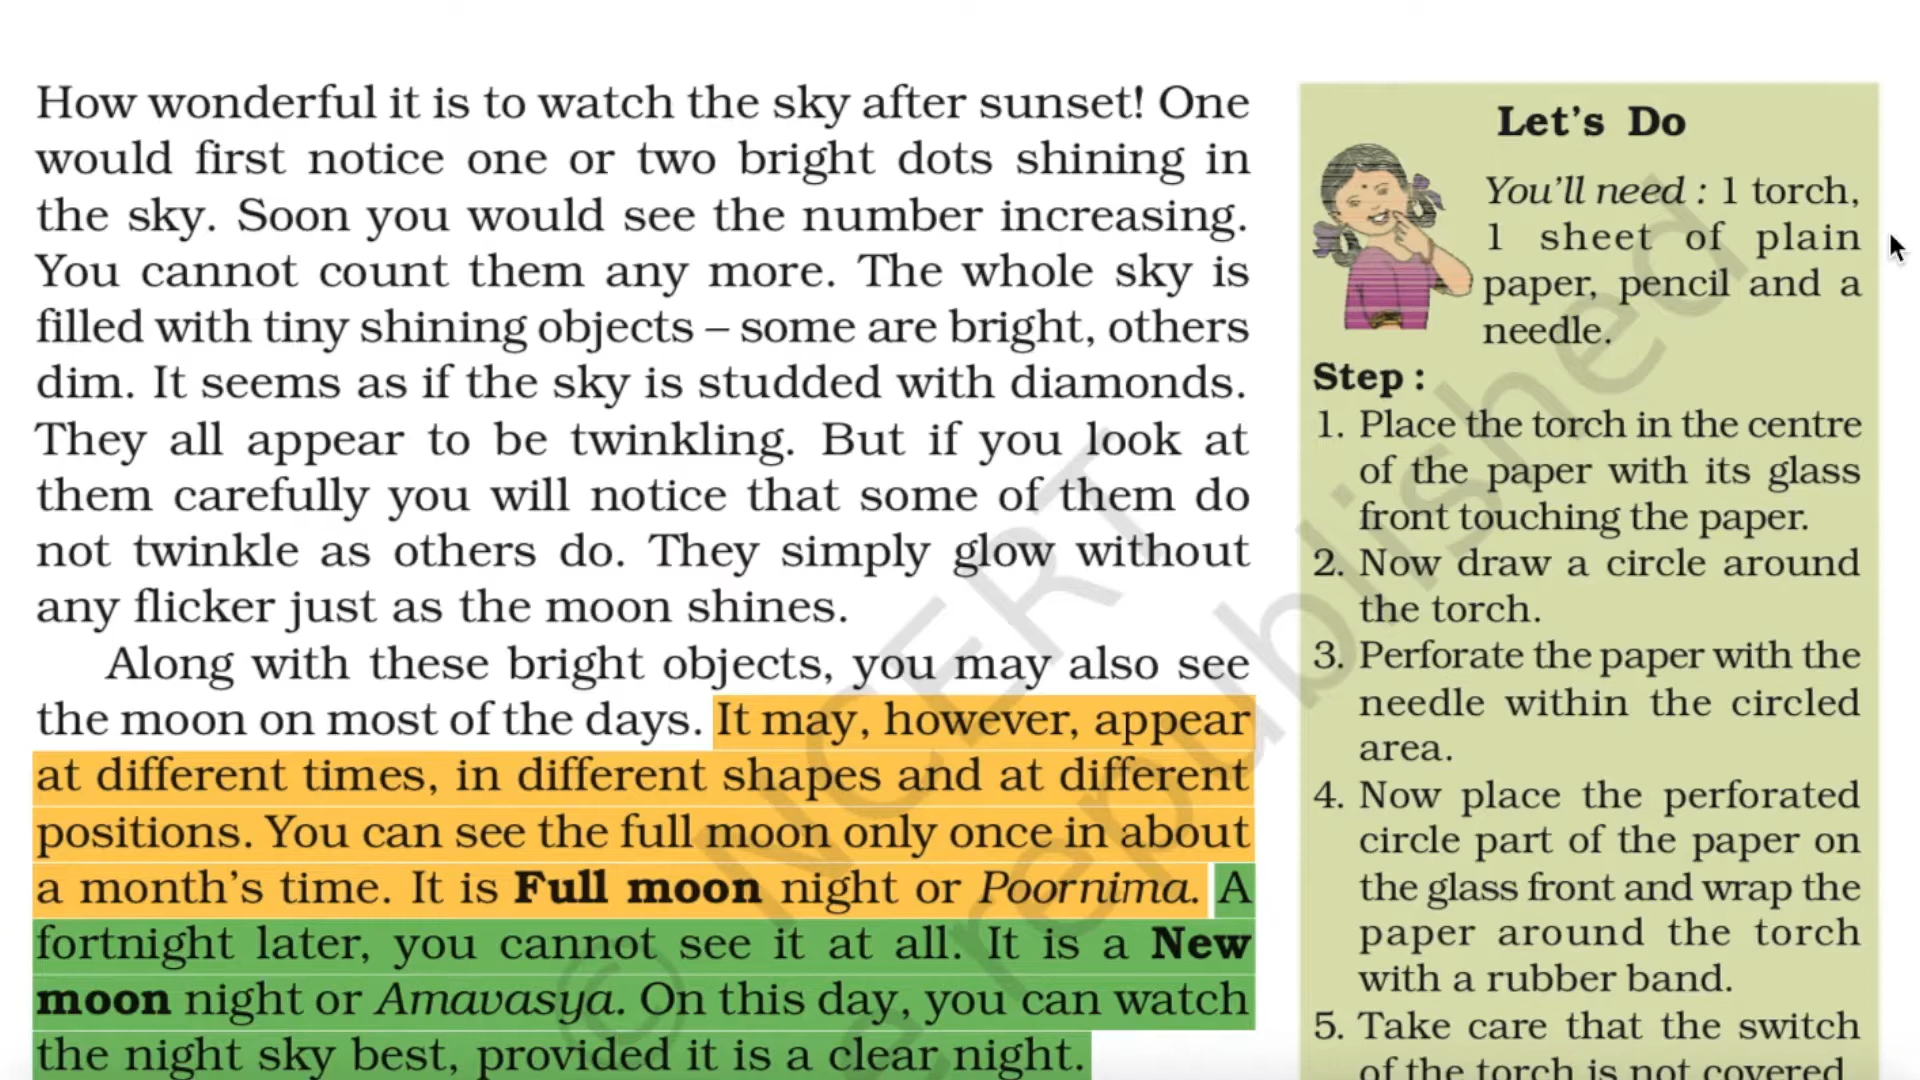 How wonderful it is to watch the sky after sunset! One
would first notice one or two bright dots shining in
the sky. Soon you would see the number increasing.
You cannot count them any more. The whole sky is
filled with tiny shining objects – some are bright, others
dim. It seems as if the sky is studded with diamonds.
They all appear to be twinkling. But if you look at
them carefully you will notice that some of them do
not twinkle as others do. They simply glow without
any flicker just as the moon shines.
Along with these bright objects, you may also see
the moon on most of the days. It may, however, appear
at different times, in different shapes and at different
positions. You can see the full moon only once in about
a month's time. It is Full moon night or Poornima. A
fortnight later, you cannot see it at all. It is a New
moon night or Amavasya. On this day, you can watch
the night sky best, provided it is a clear night.
Let's Do
You'll need : 1 torch,
1 sheet of plain
paper, pencil and a
needle.
Step :
1. Place the torch in the centre
of the paper with its glass
front touching the paper.
2. Now draw a circle around
the torch.
3. Perforate the paper with the
needle within the circled
area.
4. Now place the perforated
circle part of the paper on
the glass front and wrap the
paper around the torch
with a rubber band.
5. Take care that the switch
of the torch is not covered
© NCERT
republished